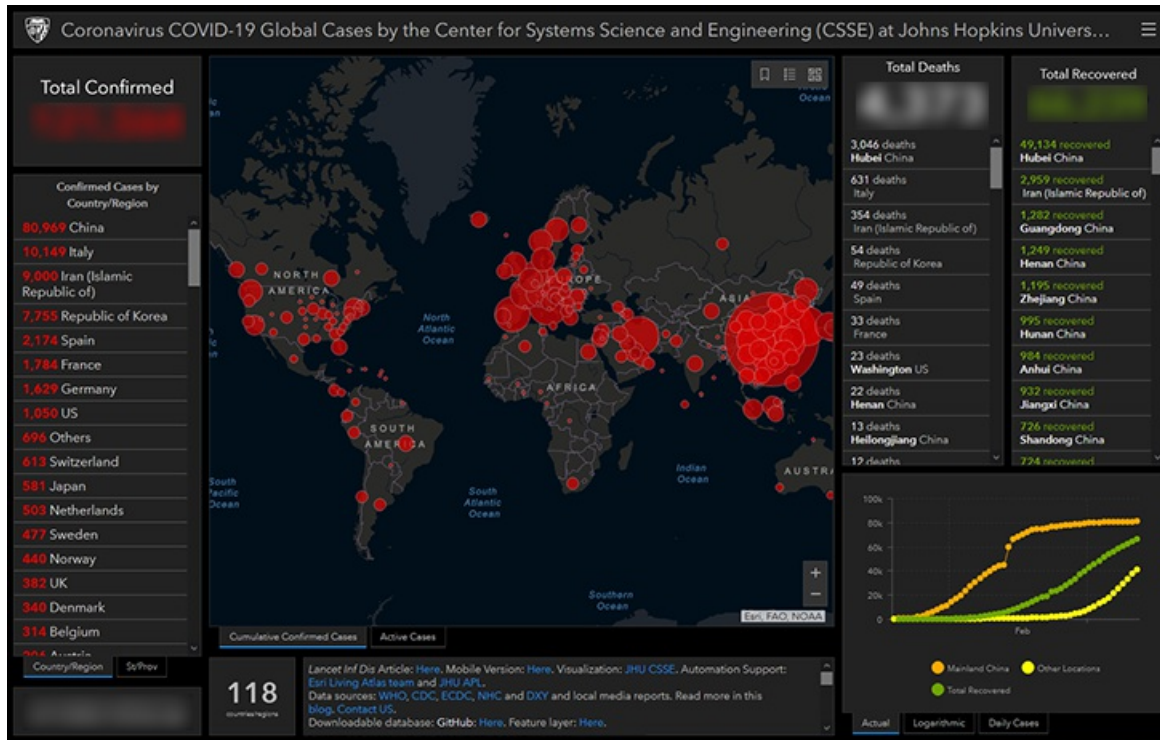 Coronavirus COVID-19 Global Cases by the Center for Systems Science and Engineering (CSSE) at Johns Hopkins Univers...
Total Confirmed
Confirmed Cases by
Country/Region
80,969 China
10,149 Italy
9,000 Iran (Islamic
Republic of)
7,755 Republic of Korea
2,174 Spain
1,784 France
1,629 Germany
1,050 US
696 Others
613 Switzerland
581 Japan
503 Netherlands
477 Sweden
440 Norway
382 UK
340 Denmark
314 Belgium
Country/Region
St/Prov
Ocean
NORTH
AMERICA
North
Atlantic
Ocean
EUROPE
ASIA
AFRICA
SOUTH
AMERICA
South
Pacific
Ocean
South
Atlantic
Ocean
Indian
Ocean
AUSTRA
Southern
Ocean
+
−
Esri, FAO, NOAA
Cumulative Confirmed Cases
Active Cases
118
countries/regions
Lancet Inf Dis Article: Here. Mobile Version: Here. Visualization: JHU CSSE. Automation Support:
Esri Living Atlas team and JHU APL.
Data sources: WHO, CDC, ECDC, NHC and DXY and local media reports. Read more in this
blog. Contact US.
Downloadable database: GitHub: Here. Feature layer: Here.
Total Deaths
3,046 deaths
Hubei China
631 deaths
Italy
354 deaths
Iran (Islamic Republic of)
54 deaths
Republic of Korea
49 deaths
Spain
33 deaths
France
23 deaths
Washington US
22 deaths
Henan China
13 deaths
Heilongjiang China
12 deaths
Total Recovered
49,134 recovered
Hubei China
2,959 recovered
Iran (Islamic Republic of)
1,282 recovered
Guangdong China
1,249 recovered
Henan China
1,195 recovered
Zhejiang China
995 recovered
Hunan China
984 recovered
Anhui China
932 recovered
Jiangxi China
726 recovered
Shandong China
724 recovered
100k
80k
60k
40k
20k
0
Feb
Mainland China
Other Locations
Total Recovered
Actual
Logarithmic
Daily Cases